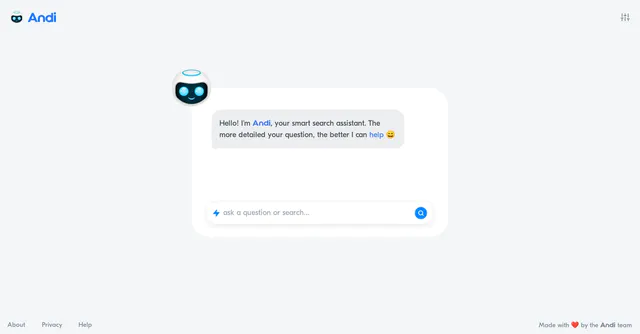 Andi
Hello! I'm Andi, your smart search assistant. The
more detailed your question, the better I can help 😄
ask a question or search...
About Privacy Help
Made with ❤️ by the Andi team